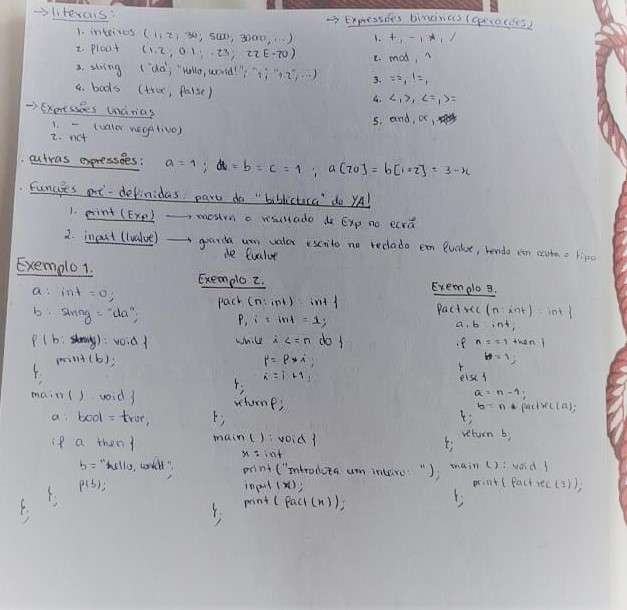 → literais:
1. inteiros (1, 2, 30, 500, 30000, ...)
2. float (1.2, 0.1, .23, 22E-20)
3. string ("da", "Hello, world!", "1", "1.2", ...)
4. bools (true, false)
→ Expressões unárias
1. - (valor negativo)
2. not
→ Expressões binárias (operações)
1. +, -, *, /
2. mod, ^
3. ==, !=,
4. <, >, <=, >=
5. and, or,
. outras expressões: a = 1 ; = b = c = 1 ; a[20] = b[i=2] = 3-x
. Funções pré-definidas: parte da "biblioteca" do YA!
1. print (Exp) → mostra o resultado de Exp no ecrã
2. input (lvalue) → guarda um valor escrito no teclado em lvalue, tendo em conta o tipo
de lvalue
Exemplo 1.
a: int = 0;
b: string = "da";
f(b: string): void {
print(b);
};
main(): void {
a: bool = true;
if a then {
b = "hello, world!";
f(b);
};
};
Exemplo 2.
fact (n: int): int {
f, i = int = 1;
while i <= n do {
f = f * i;
i = i + 1;
};
return f;
};
main(): void {
x = int
print("Introduza um inteiro: ");
input(x);
print(fact(x));
};
Exemplo 3.
factrec (n: int): int {
a, b: int;
if n == 1 then {
b = 1;
}
else {
a = n - 1;
b = n * factrec(a);
};
return b;
};
main(): void {
print(factrec(3));
};